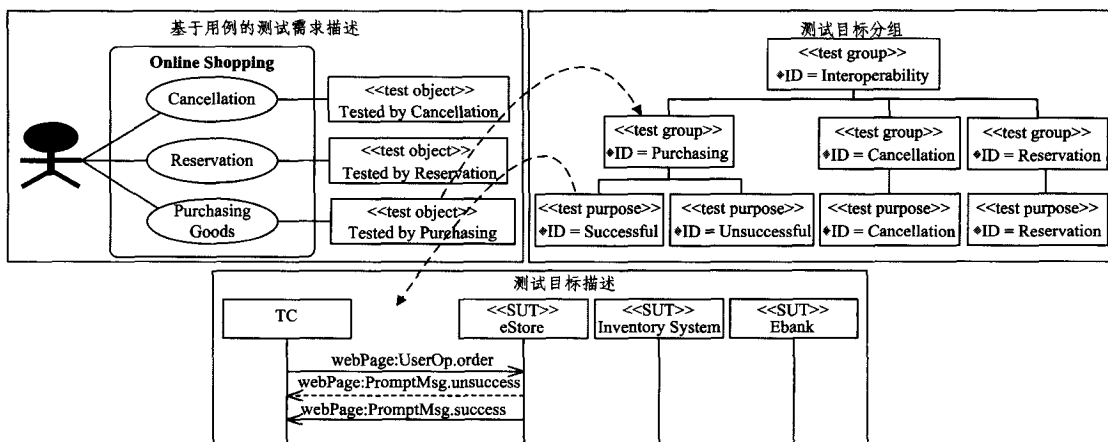 基于用例的测试需求描述
Online Shopping
Cancellation
Reservation
Purchasing
Goods
<<test object>>
Tested by Cancellation
<<test object>>
Tested by Reservation
<<test object>>
Tested by Purchasing
测试目标分组
<<test group>>
◆ID = Interoperability
<<test group>>
◆ID = Purchasing
<<test group>>
◆ID = Cancellation
<<test group>>
◆ID = Reservation
<<test purpose>>
◆ID = Successful
<<test purpose>>
◆ID = Unsuccessful
<<test purpose>>
◆ID = Cancellation
<<test purpose>>
◆ID = Reservation
测试目标描述
TC
<<SUT>>
eStore
<<SUT>>
Inventory System
<<SUT>>
Ebank
webPage:UserOp.order
webPage:PromptMsg.unsuccess
webPage:PromptMsg.success